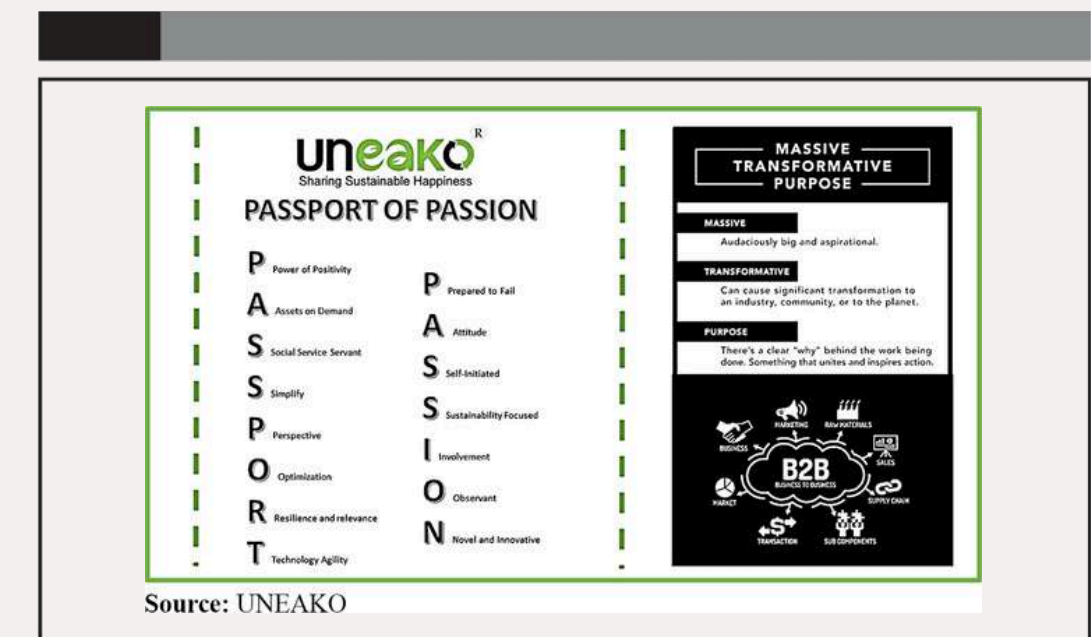 uneako R
Sharing Sustainable Happiness
PASSPORT OF PASSION
P Power of Positivity
A Assets on Demand
S Social Service Servant
S Simplify
P Perspective
O Optimization
R Resilience and relevance
T Technology Agility
P Prepared to Fail
A Attitude
S Self-Initiated
S Sustainability Focused
I Involvement
O Observant
N Novel and Innovative
MASSIVE
TRANSFORMATIVE
PURPOSE
MASSIVE
Audaciously big and aspirational.
TRANSFORMATIVE
Can cause significant transformation to
an industry, community, or to the planet.
PURPOSE
There's a clear "why" behind the work being
done. Something that unites and inspires action.
MARKETING
RAW MATERIALS
BUSINESS
SALES
B2B
BUSINESS TO BUSINESS
MARKET
SUPPLY CHAIN
TRANSACTION
SUB COMPONENTS
Source: UNEAKO